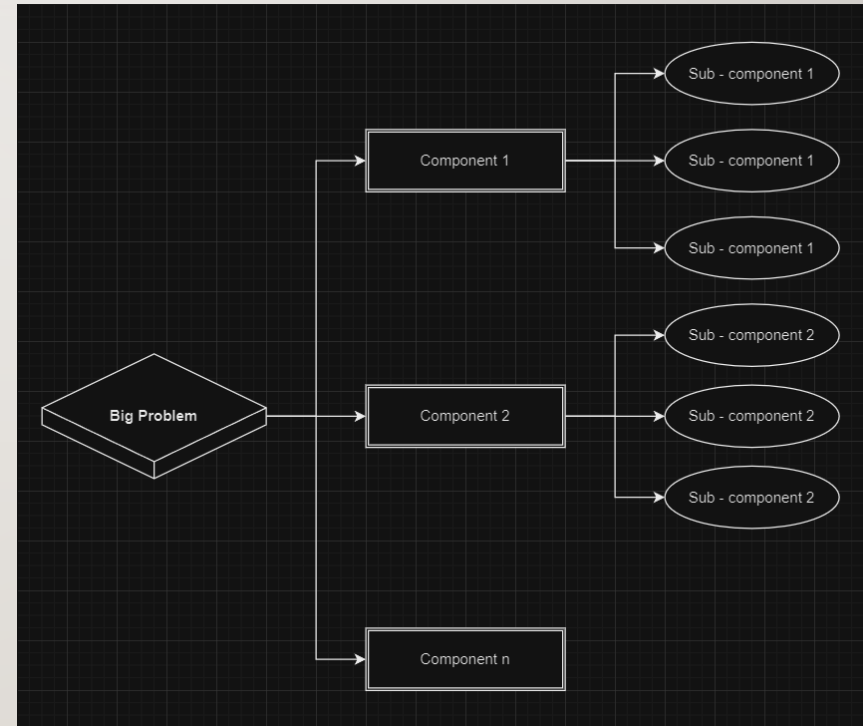 Sub - component 1
Component 1
Sub - component 1
Sub - component 1
Sub - component 2
Big Problem
Component 2
Sub - component 2
Sub - component 2
Component n